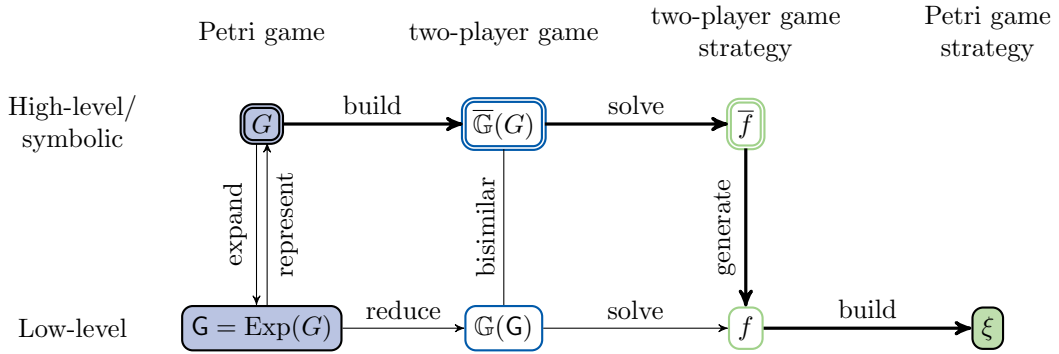 Petri game two-player game two-player game strategy Petri game strategy
High-level/ symbolic
G build 𝔾̅(G) solve f̅
expand represent bisimilar generate
Low-level
𝖦 = Exp(G) reduce 𝔾(𝖦) solve f build ξ